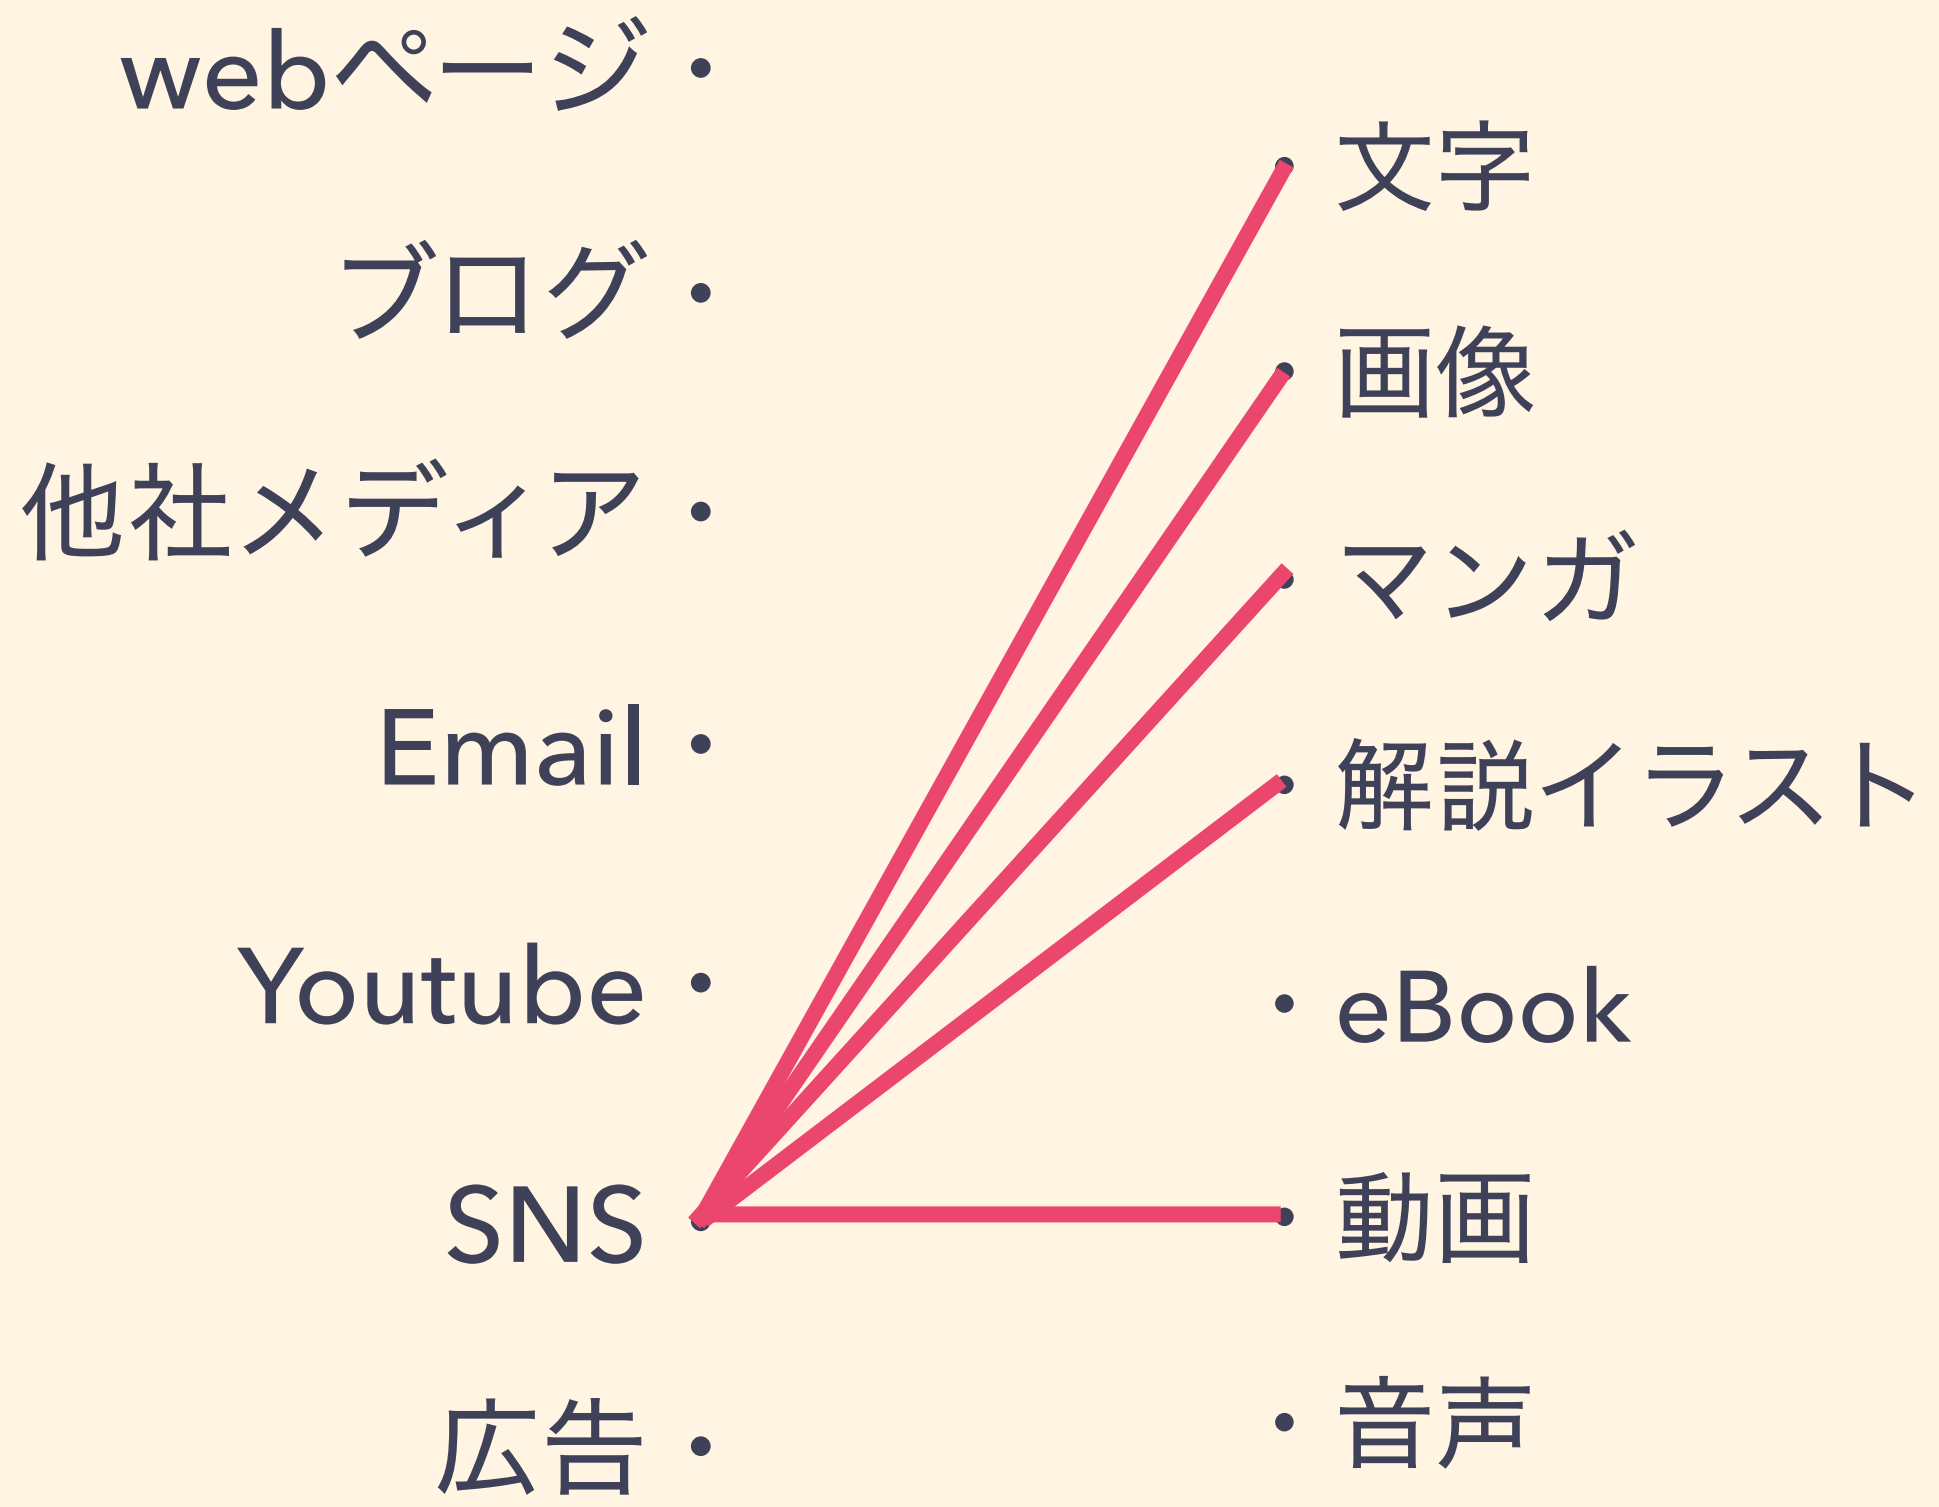 webページ・
ブログ・
他社メディア・
Email・
Youtube・
SNS・
広告・
・文字
・画像
・マンガ
・解説イラスト
・eBook
・動画
・音声